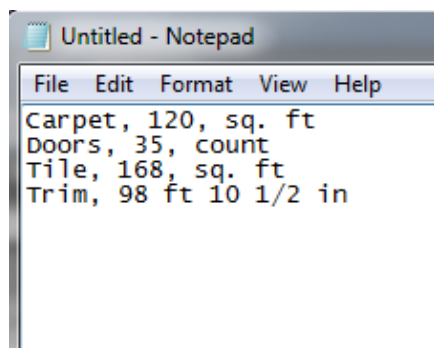 Untitled - Notepad
File Edit Format View Help
Carpet, 120, sq. ft
Doors, 35, count
Tile, 168, sq. ft
Trim, 98 ft 10 1/2 in